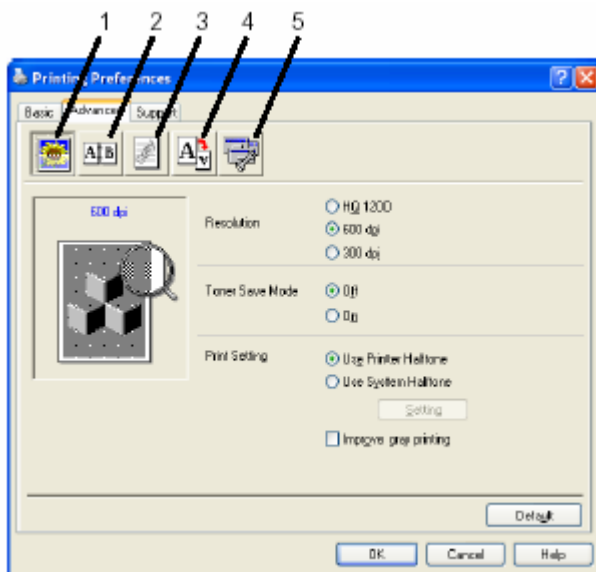 1 2 3 4 5
Printing Preferences
Basic Advanced Support
A B A v
600 dpi
Resolution
HQ 1200
600 dpi
300 dpi
Toner Save Mode
Off
On
Print Setting
Use Printer Halftone
Use System Halftone
Setting
Improve gray printing
Default
OK Cancel Help